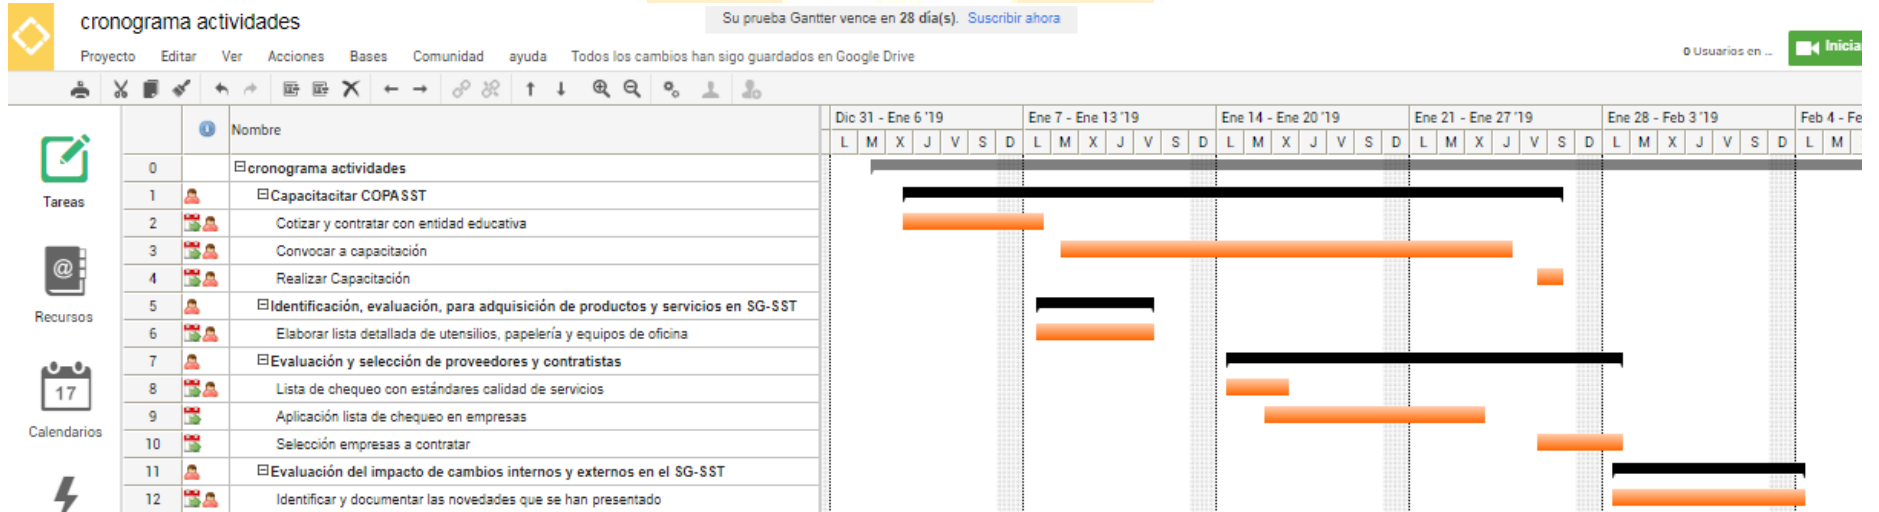 cronograma actividades
Su prueba Gantter vence en 28 día(s). Suscribir ahora
Proyecto Editar Ver Acciones Bases Comunidad ayuda Todos los cambios han sigo guardados en Google Drive
0 Usuarios en ...
Inicia
Nombre
Dic 31 - Ene 6 '19 Ene 7 - Ene 13 '19 Ene 14 - Ene 20 '19 Ene 21 - Ene 27 '19 Ene 28 - Feb 3 '19 Feb 4 - Fe
L M X J V S D L M X J V S D L M X J V S D L M X J V S D L M X J V S D L M
0 cronograma actividades
1 Capacitacitar COPASST
2 Cotizar y contratar con entidad educativa
3 Convocar a capacitación
4 Realizar Capacitación
5 Identificación, evaluación, para adquisición de productos y servicios en SG-SST
6 Elaborar lista detallada de utensilios, papelería y equipos de oficina
7 Evaluación y selección de proveedores y contratistas
8 Lista de chequeo con estándares calidad de servicios
9 Aplicación lista de chequeo en empresas
10 Selección empresas a contratar
11 Evaluación del impacto de cambios internos y externos en el SG-SST
12 Identificar y documentar las novedades que se han presentado
Tareas
@
Recursos
17
Calendarios